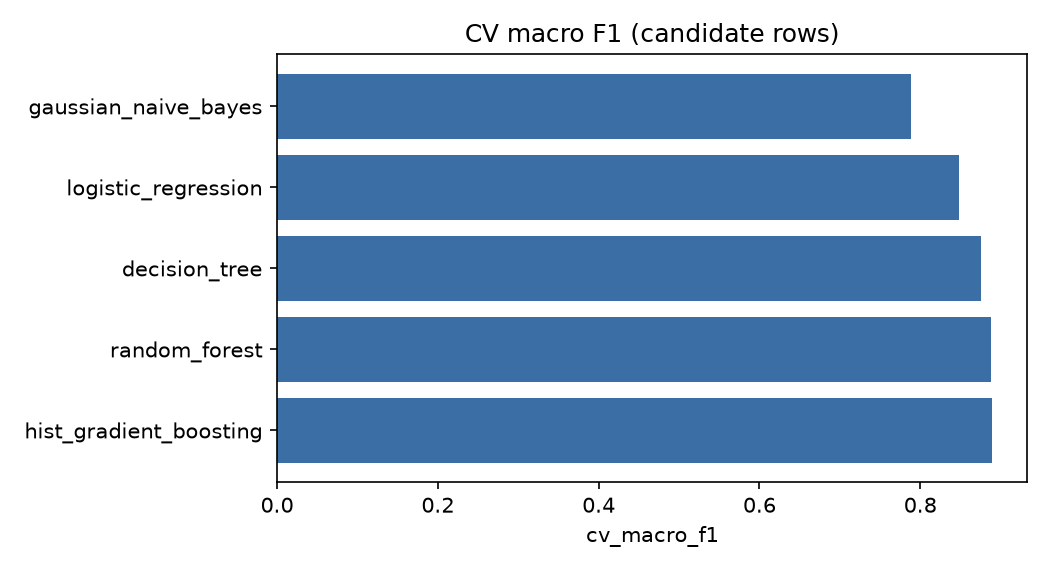 CV macro F1 (candidate rows)
gaussian_naive_bayes
logistic_regression
decision_tree
random_forest
hist_gradient_boosting
0.0 0.2 0.4 0.6 0.8
cv_macro_f1